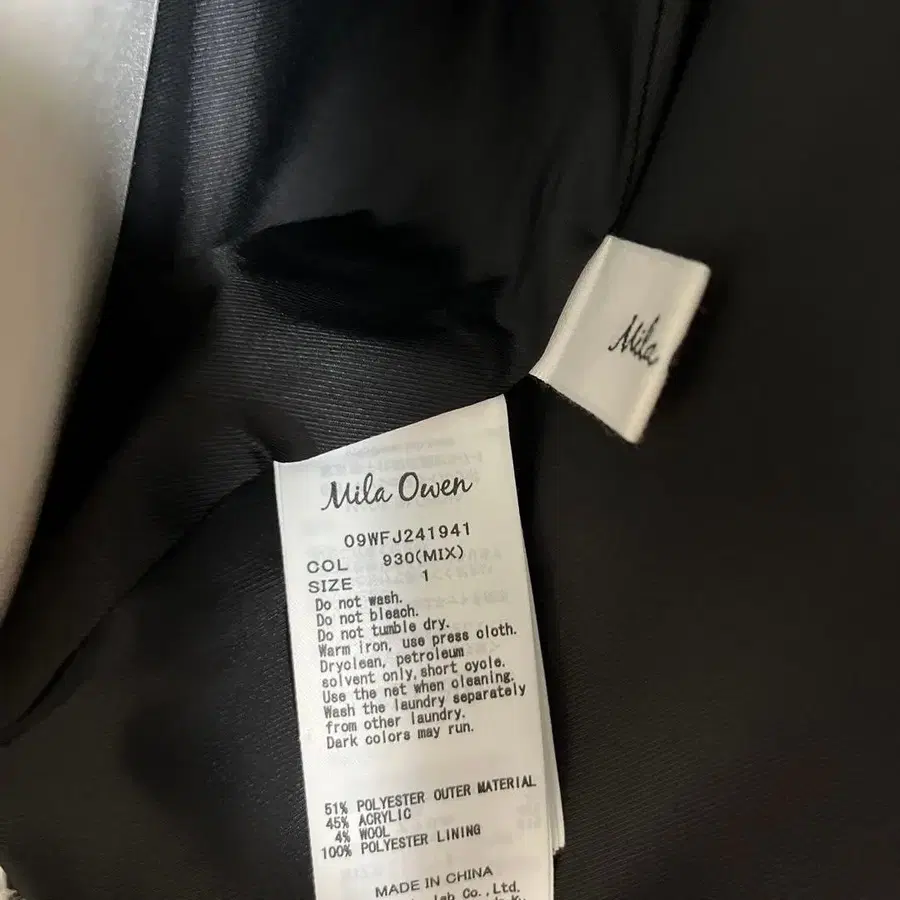 Mila
Mila Owen
09WFJ241941
COL 930(MIX)
SIZE 1
Do not wash.
Do not bleach.
Do not tumble dry.
Warm iron, use press cloth.
Dryclean, petroleum
solvent only, short cycle.
Use the net when cleaning.
Wash the laundry separately
from other laundry.
Dark colors may run.
51% POLYESTER OUTER MATERIAL
45% ACRYLIC
4% WOOL
100% POLYESTER LINING
MADE IN CHINA
Co.,Ltd.